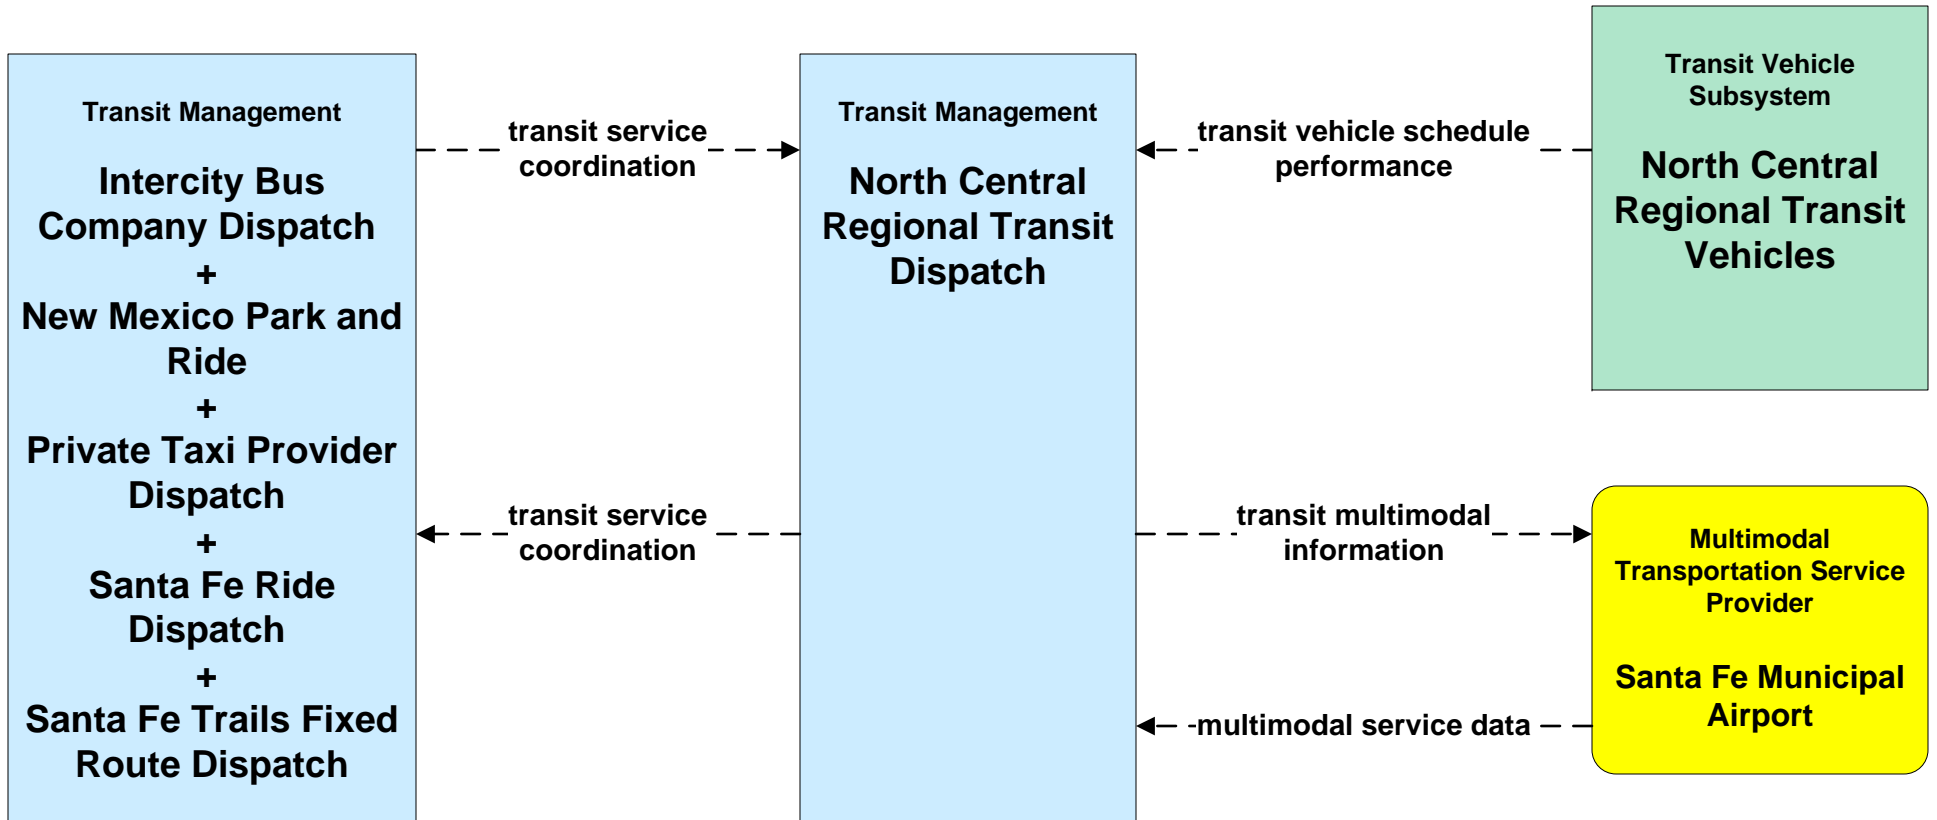 Transit Management
Intercity Bus
Company Dispatch
+
New Mexico Park and
Ride
+
Private Taxi Provider
Dispatch
+
Santa Fe Ride
Dispatch
+
Santa Fe Trails Fixed
Route Dispatch
transit service
coordination
transit service
coordination
Transit Management
North Central
Regional Transit
Dispatch
transit vehicle schedule
performance
transit multimodal
information
multimodal service data
Transit Vehicle
Subsystem
North Central
Regional Transit
Vehicles
Multimodal
Transportation Service
Provider
Santa Fe Municipal
Airport